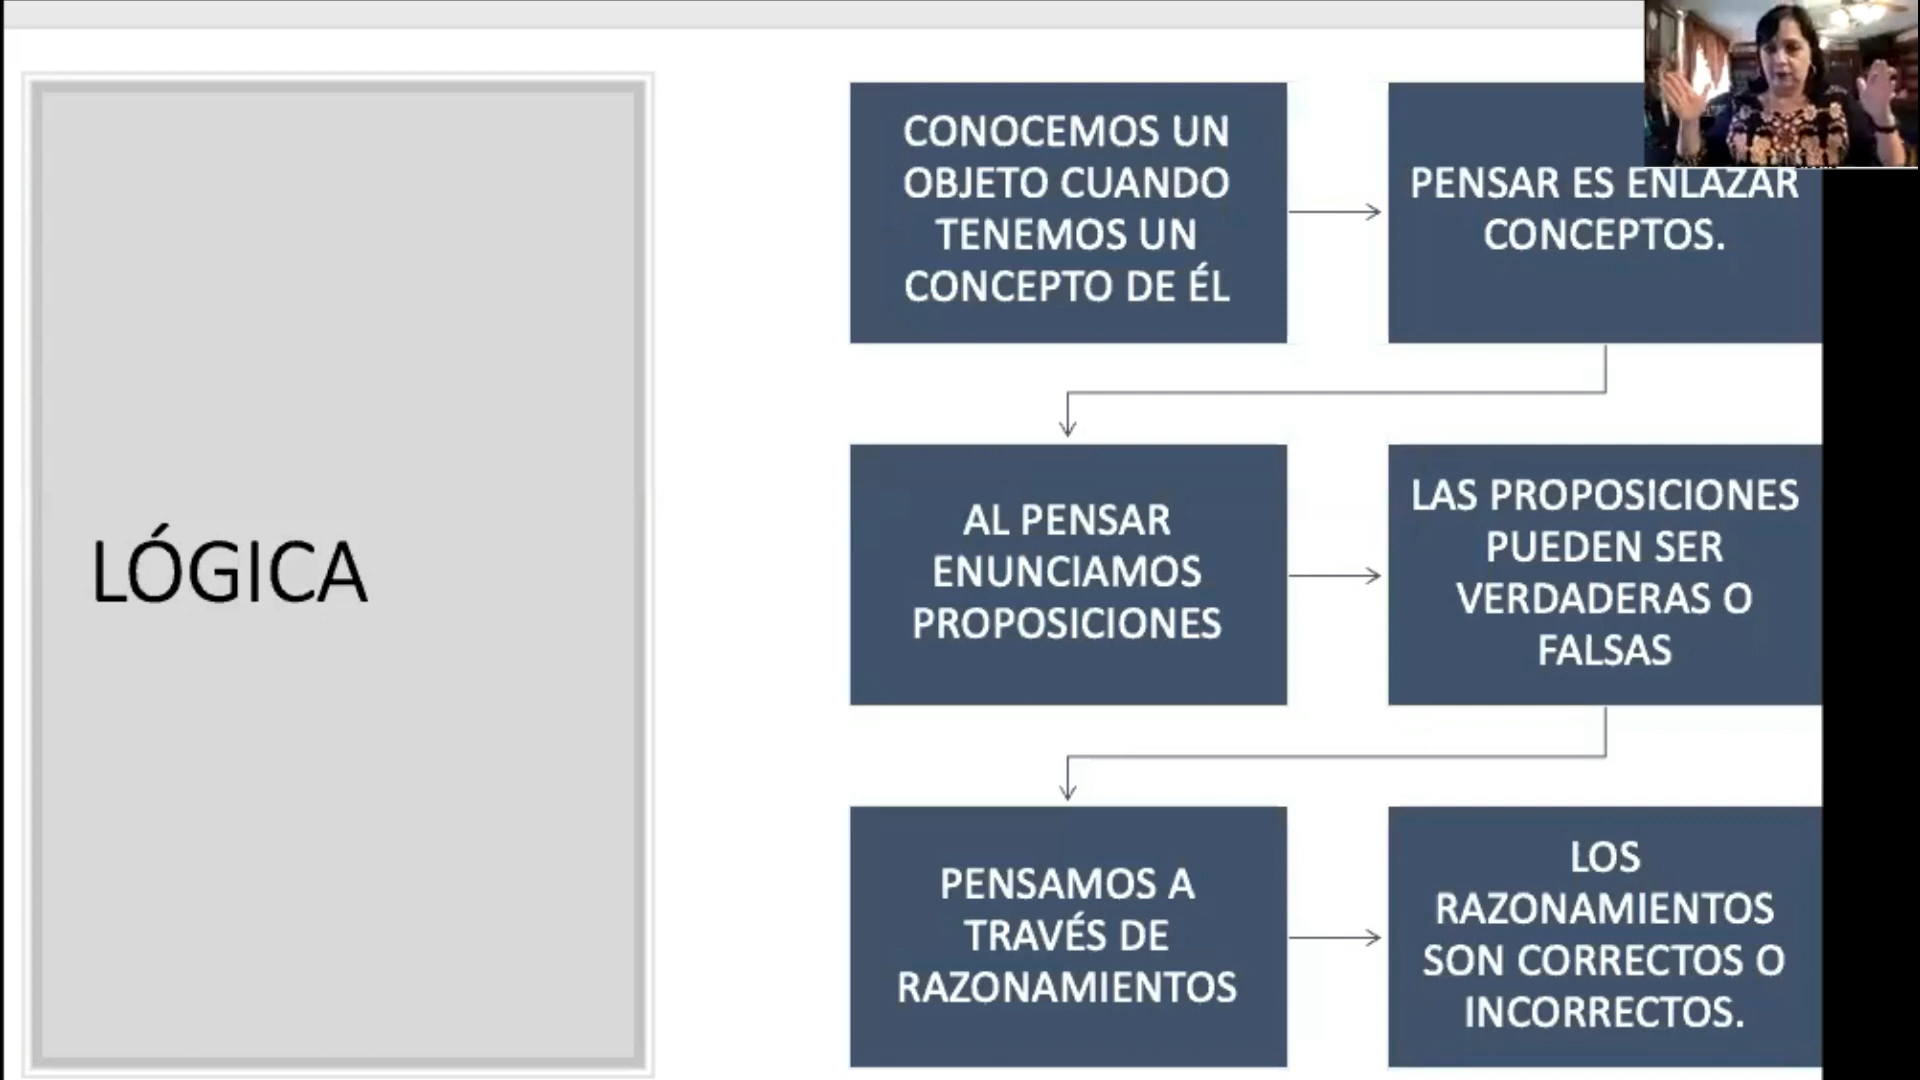 LÓGICA
CONOCEMOS UN
OBJETO CUANDO
TENEMOS UN
CONCEPTO DE ÉL
PENSAR ES ENLAZAR
CONCEPTOS.
AL PENSAR
ENUNCIAMOS
PROPOSICIONES
LAS PROPOSICIONES
PUEDEN SER
VERDADERAS O
FALSAS
PENSAMOS A
TRAVÉS DE
RAZONAMIENTOS
LOS
RAZONAMIENTOS
SON CORRECTOS O
INCORRECTOS.